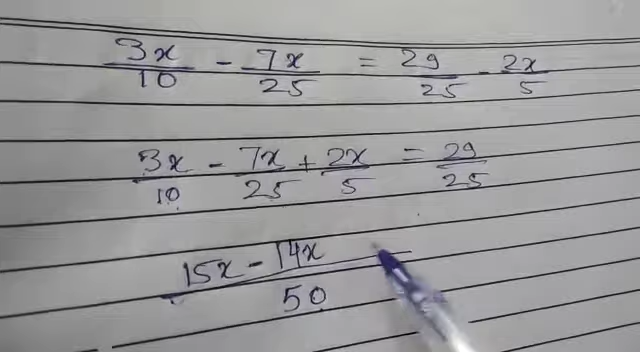 3x/10 - 7x/25 = 29/25 - 2x/5
3x/10 - 7x/25 + 2x/5 = 29/25
15x - 14x/50